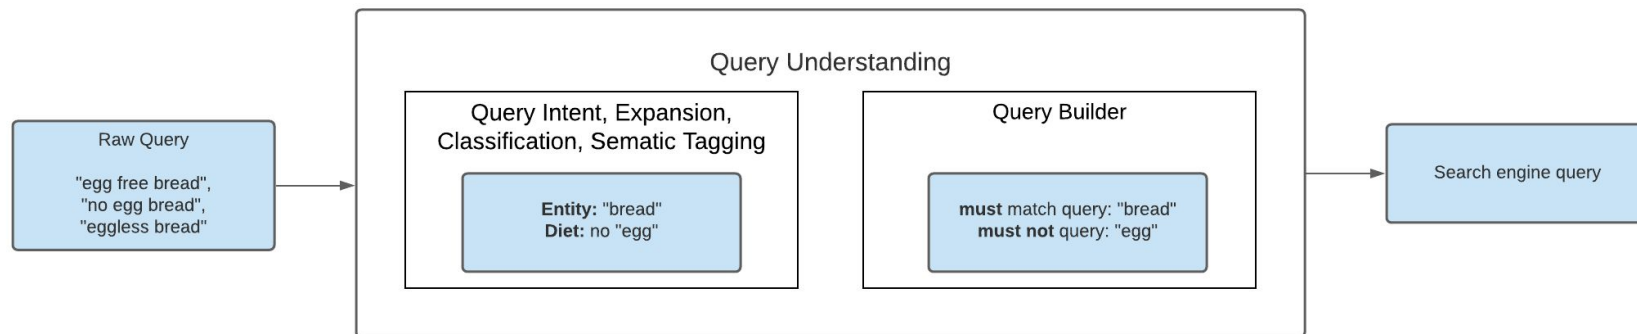 Query Understanding
Raw Query
"egg free bread",
"no egg bread",
"eggless bread"
Query Intent, Expansion,
Classification, Sematic Tagging
Entity: "bread"
Diet: no "egg"
Query Builder
must match query: "bread"
must not query: "egg"
Search engine query